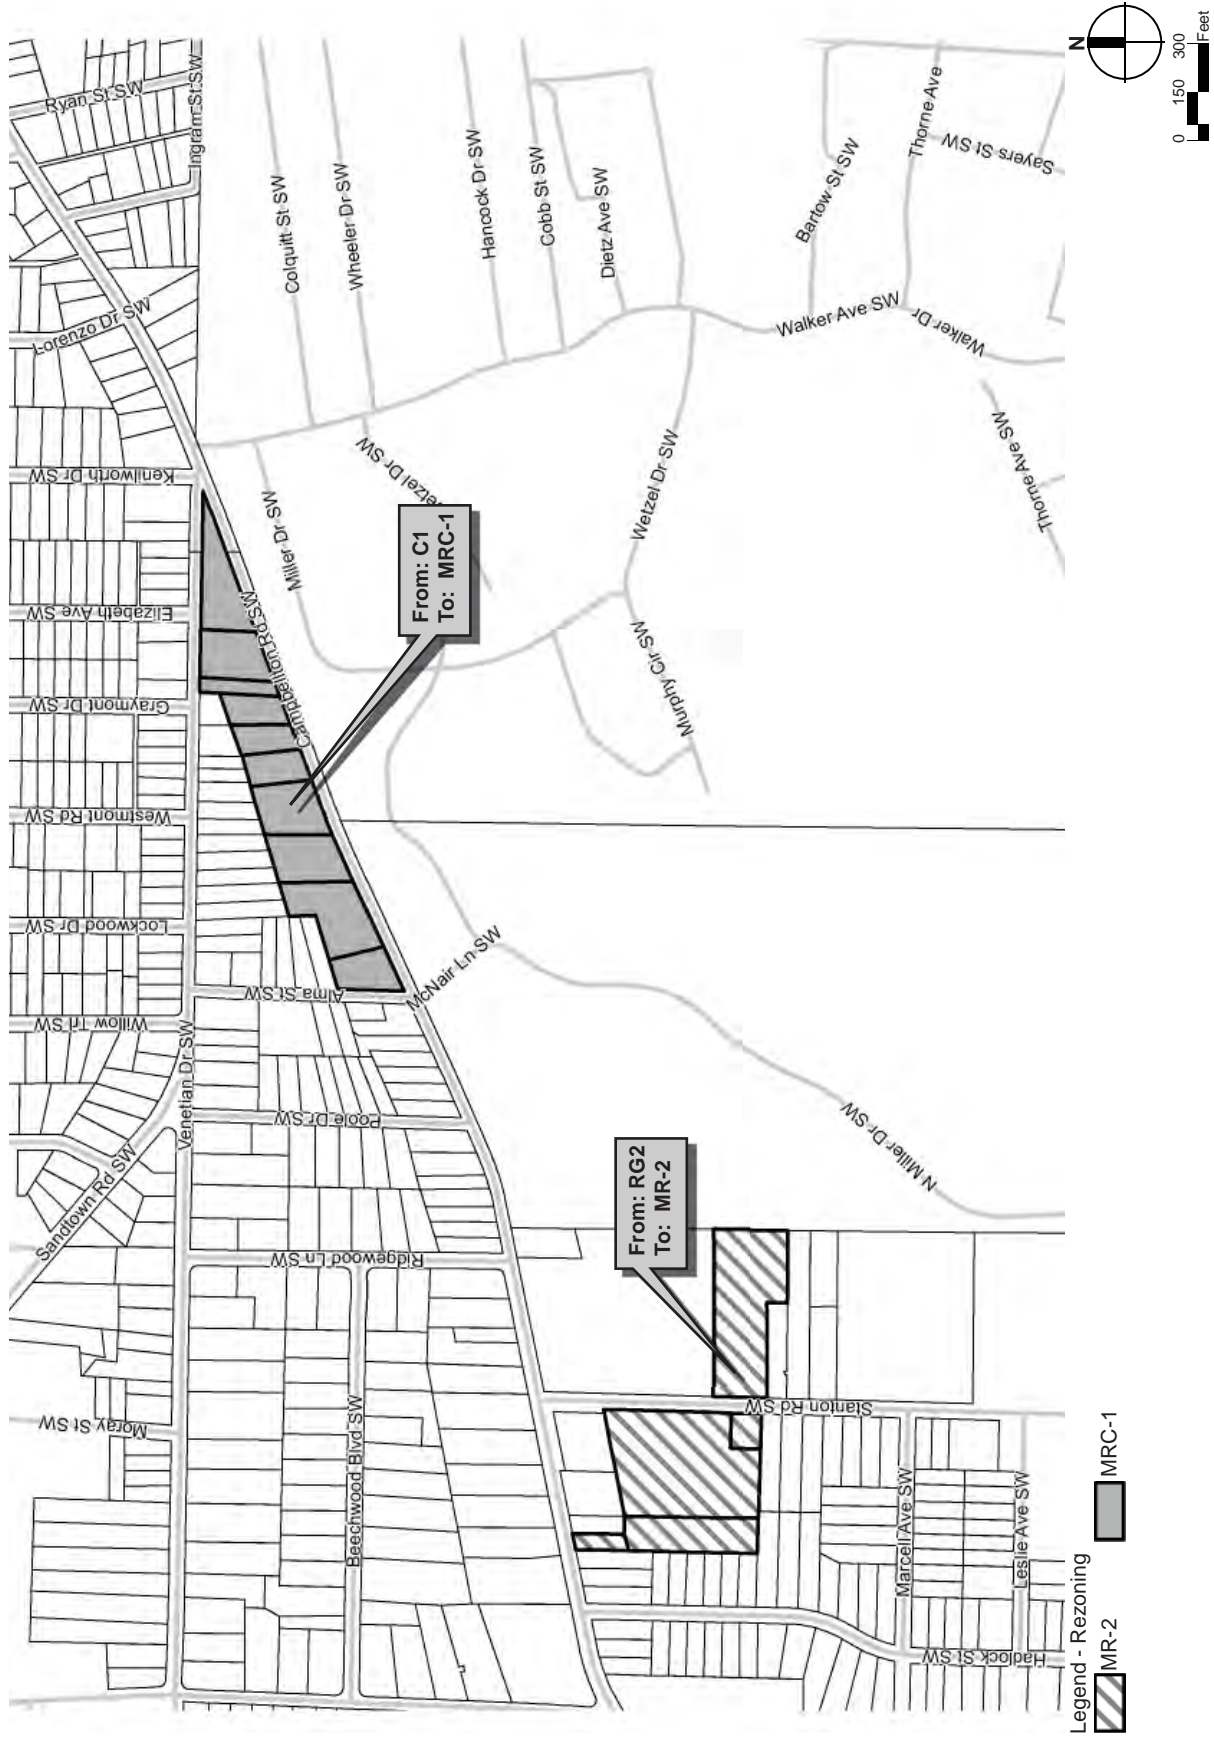 Ryan St SW
Ingram St SW
Lorenzo Dr SW
Kenilworth Dr SW
Elizabeth Ave SW
Graymont Dr SW
Westmont Rd SW
Lockwood Dr SW
Willow Trl SW
Alma St SW
Venetian Dr SW
Sandtown Rd SW
Poole Dr SW
Ridgewood Ln SW
Moray St SW
Beechwood Blvd SW
Campbellton Rd SW
McNair Ln SW
Colquitt St SW
Wheeler Dr SW
Hancock Dr SW
Cobb St SW
Dietz Ave SW
Bartow St SW
Thorne Ave
Sayers St SW
Walker Ave SW
Walker Dr
Thorne Ave SW
Miller Dr SW
Wetzel Dr SW
Wetzel Dr SW
Murphy Cir SW
N Miller Dr SW
Stanton Rd SW
Marcell Ave SW
Leslie Ave SW
Hadlock St SW
From: C1
To: MRC-1
From: RG2
To: MR-2
Legend - Rezoning
MR-2
MRC-1
N
0 150 300
Feet